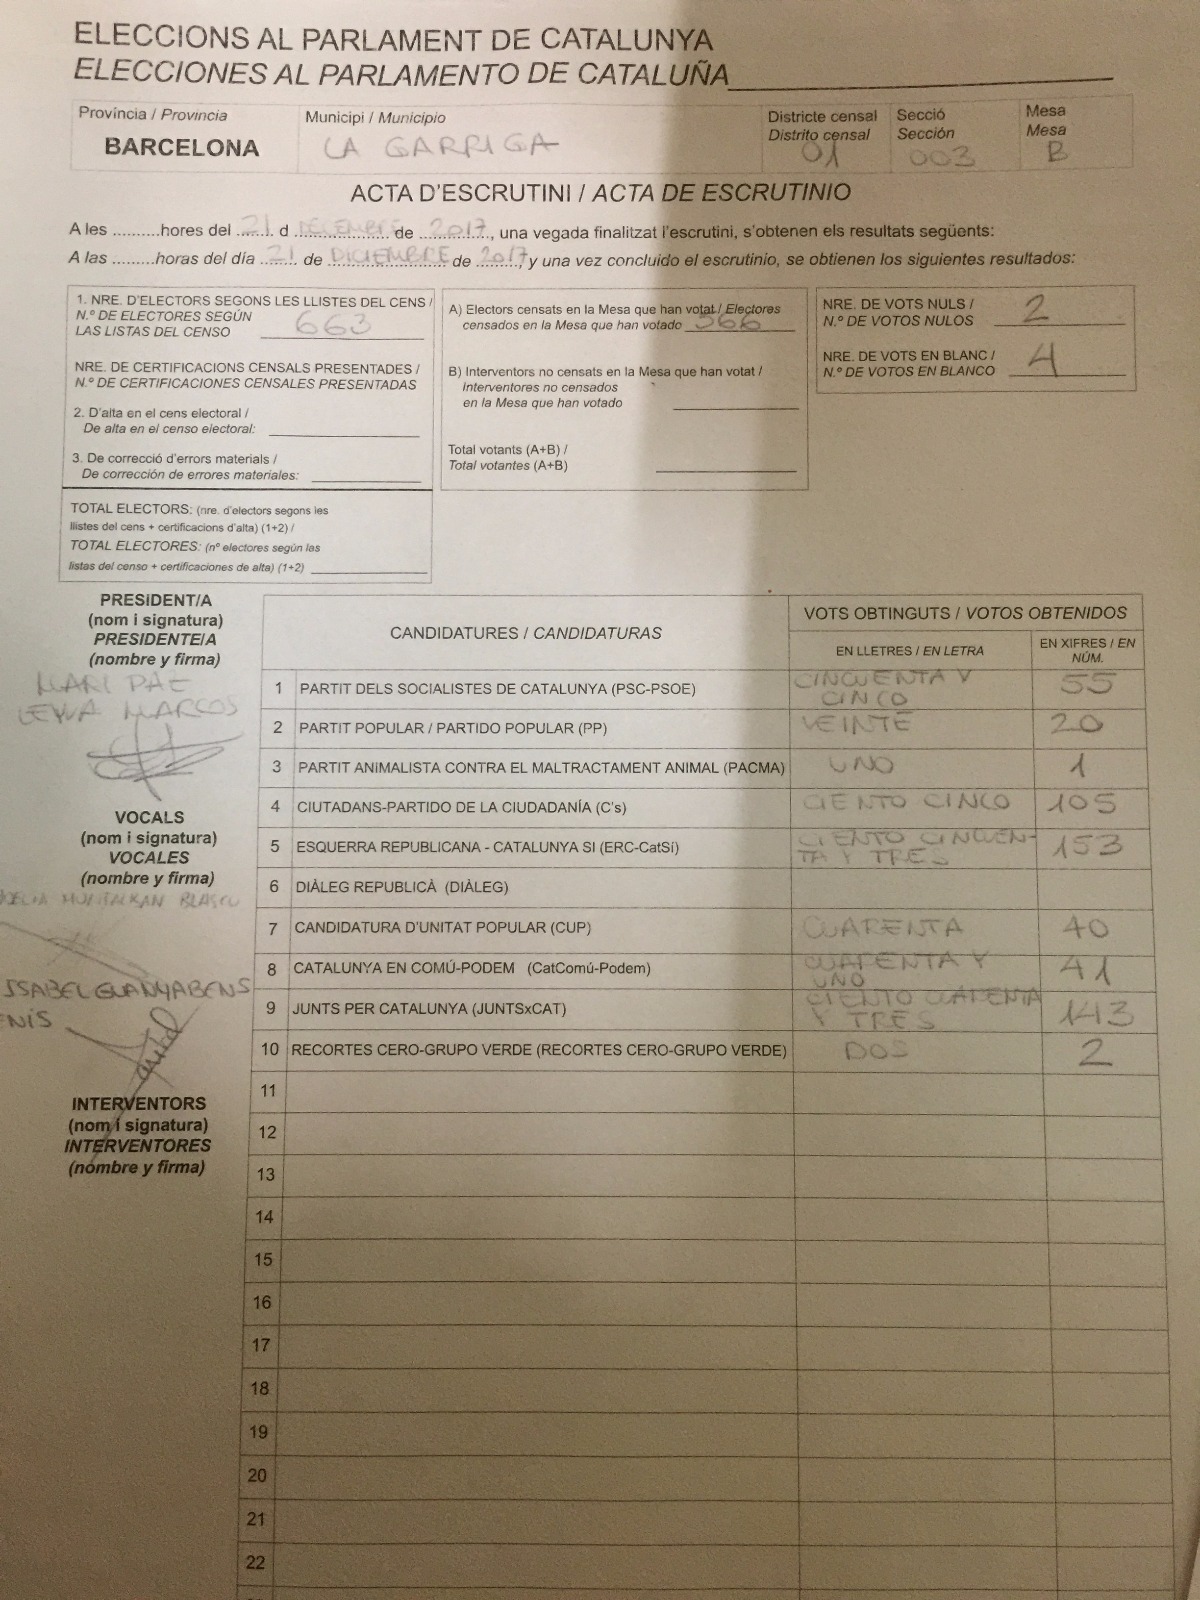 ELECCIONS AL PARLAMENT DE CATALUNYA
ELECCIONES AL PARLAMENTO DE CATALUÑA
Província / Provincia
BARCELONA
Municipi / Municipio
LA GARRIGA
Districte censal
Distrito censal
01
Secció
Sección
003
Mesa
Mesa
B
ACTA D'ESCRUTINI / ACTA DE ESCRUTINIO
A les .........hores del 21 d DECEMBRE de 2017, una vegada finalitzat l'escrutini, s'obtenen els resultats següents:
A las .........horas del día 21 de DICIEMBRE de 2017 y una vez concluido el escrutinio, se obtienen los siguientes resultados:
1. NRE. D'ELECTORS SEGONS LES LLISTES DEL CENS /
N.º DE ELECTORES SEGÚN
LAS LISTAS DEL CENSO 663
NRE. DE CERTIFICACIONS CENSALS PRESENTADES /
N.º DE CERTIFICACIONES CENSALES PRESENTADAS
2. D'alta en el cens electoral /
De alta en el censo electoral:
3. De correcció d'errors materials /
De corrección de errores materiales:
TOTAL ELECTORS: (nre. d'electors segons les
llistes del cens + certificacions d'alta) (1+2) /
TOTAL ELECTORES: (nº electores según las
listas del censo + certificaciones de alta) (1+2)
A) Electors censats en la Mesa que han votat / Electores
censados en la Mesa que han votado 566
B) Interventors no censats en la Mesa que han votat /
Interventores no censados
en la Mesa que han votado
Total votants (A+B) /
Total votantes (A+B)
NRE. DE VOTS NULS /
N.º DE VOTOS NULOS 2
NRE. DE VOTS EN BLANC /
N.º DE VOTOS EN BLANCO 4
PRESIDENT/A
(nom i signatura)
PRESIDENTE/A
(nombre y firma)
MARI PAE
LEYVA MARCOS
VOCALS
(nom i signatura)
VOCALES
(nombre y firma)
BLASCO
ISABEL GUANYABENS
INTERVENTORS
(nom i signatura)
INTERVENTORES
(nombre y firma)
CANDIDATURES / CANDIDATURAS
VOTS OBTINGUTS / VOTOS OBTENIDOS
EN LLETRES / EN LETRA
EN XIFRES / EN
NÚM.
1 PARTIT DELS SOCIALISTES DE CATALUNYA (PSC-PSOE) CINCUENTA Y CINCO 55
2 PARTIT POPULAR / PARTIDO POPULAR (PP) VEINTE 20
3 PARTIT ANIMALISTA CONTRA EL MALTRACTAMENT ANIMAL (PACMA) UNO 1
4 CIUTADANS-PARTIDO DE LA CIUDADANÍA (C's) CIENTO CINCO 105
5 ESQUERRA REPUBLICANA - CATALUNYA SI (ERC-CatSí) CIENTO CINCUEN-TA Y TRES 153
6 DIÀLEG REPUBLICÀ (DIÀLEG)
7 CANDIDATURA D'UNITAT POPULAR (CUP) CUARENTA 40
8 CATALUNYA EN COMÚ-PODEM (CatComú-Podem) CUARENTA Y UNO 41
9 JUNTS PER CATALUNYA (JUNTSxCAT) CIENTO CUARENTA Y TRES 143
10 RECORTES CERO-GRUPO VERDE (RECORTES CERO-GRUPO VERDE) DOS 2
11
12
13
14
15
16
17
18
19
20
21
22